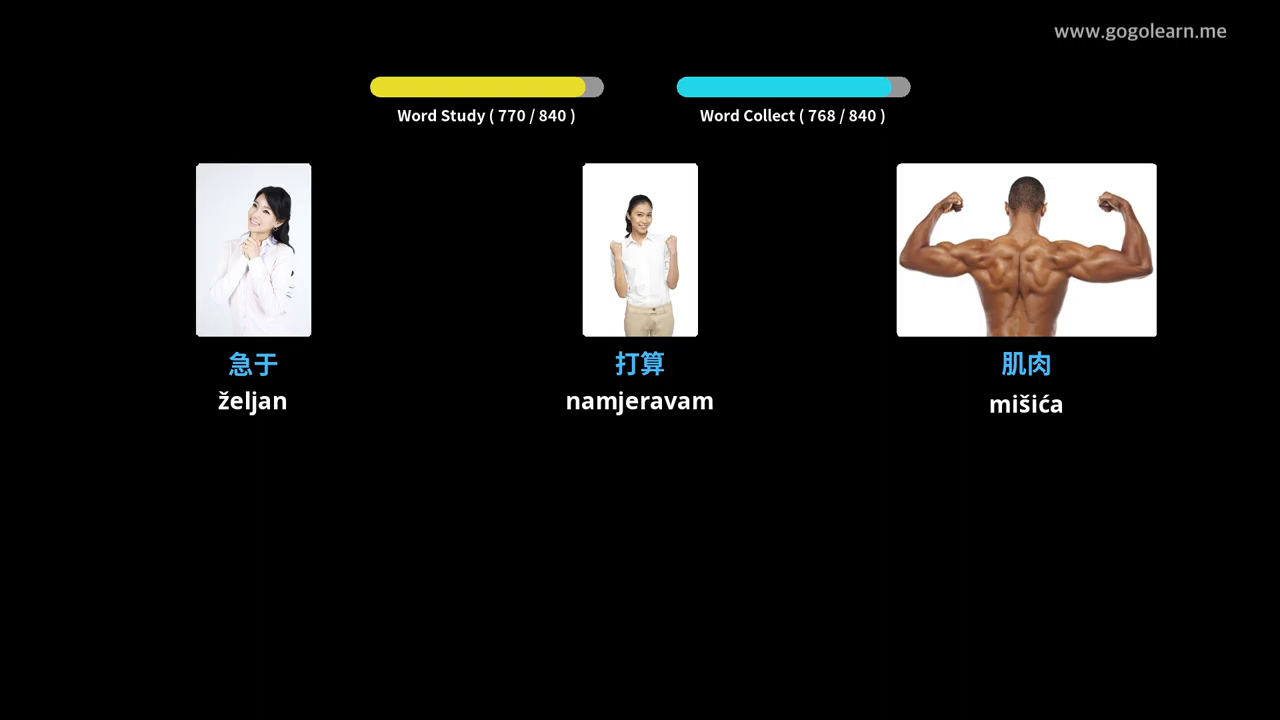 www.gogolearn.me
Word Study ( 770 / 840 )
Word Collect ( 768 / 840 )
急于
željan
打算
namjeravam
肌肉
mišića